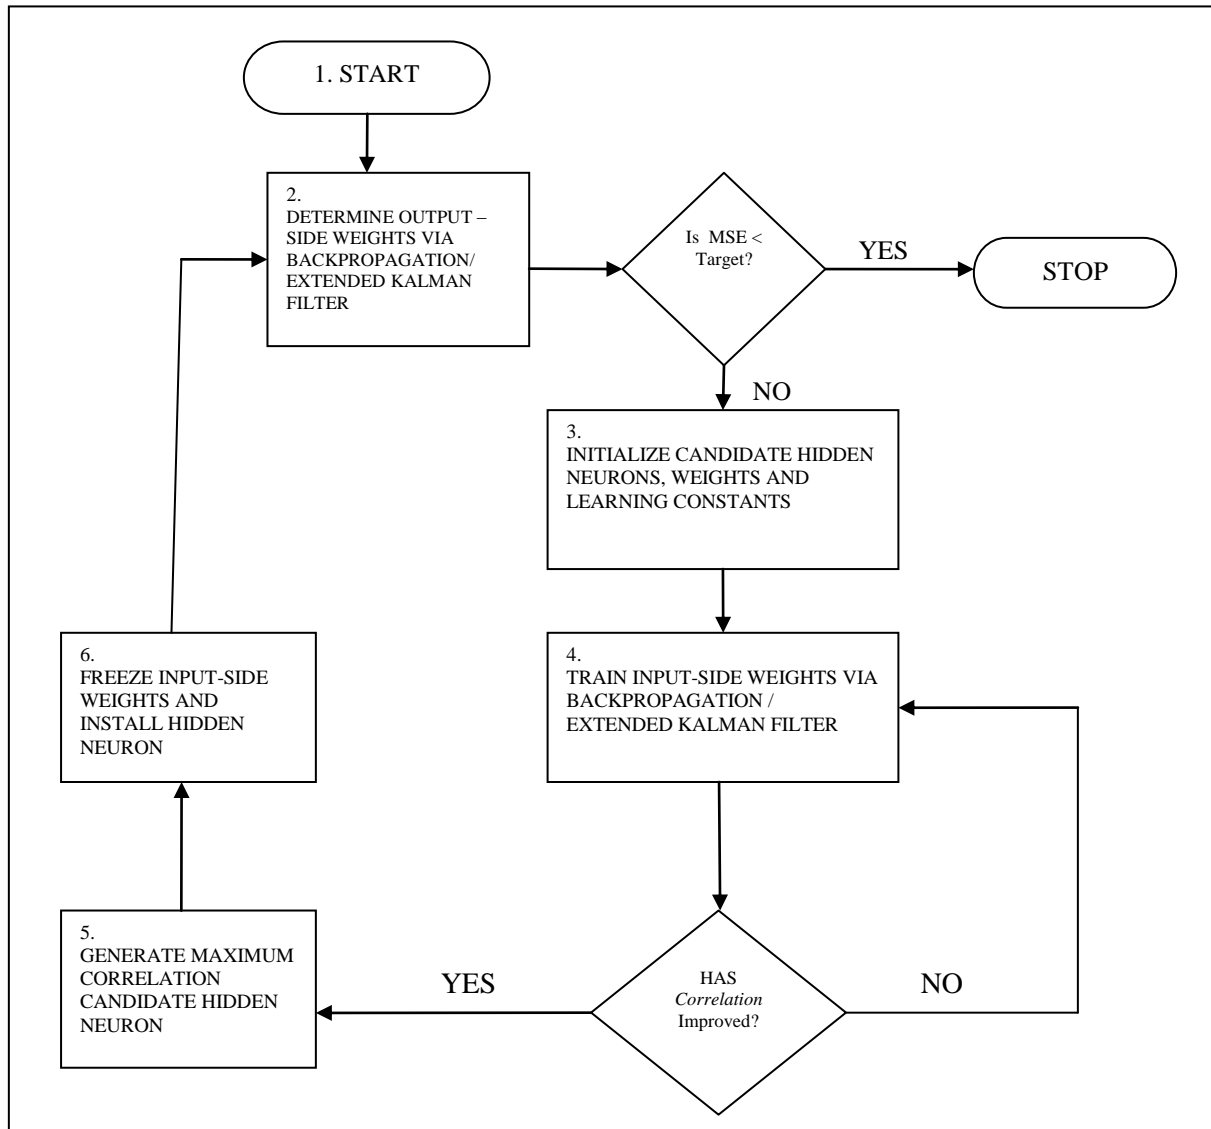 1. START
2.
DETERMINE OUTPUT –
SIDE WEIGHTS VIA
BACKPROPAGATION/
EXTENDED KALMAN
FILTER
Is MSE <
Target?
YES
STOP
NO
3.
INITIALIZE CANDIDATE HIDDEN
NEURONS, WEIGHTS AND
LEARNING CONSTANTS
4.
TRAIN INPUT-SIDE WEIGHTS VIA
BACKPROPAGATION /
EXTENDED KALMAN FILTER
HAS
Correlation
Improved?
NO
YES
5.
GENERATE MAXIMUM
CORRELATION
CANDIDATE HIDDEN
NEURON
6.
FREEZE INPUT-SIDE
WEIGHTS AND
INSTALL HIDDEN
NEURON